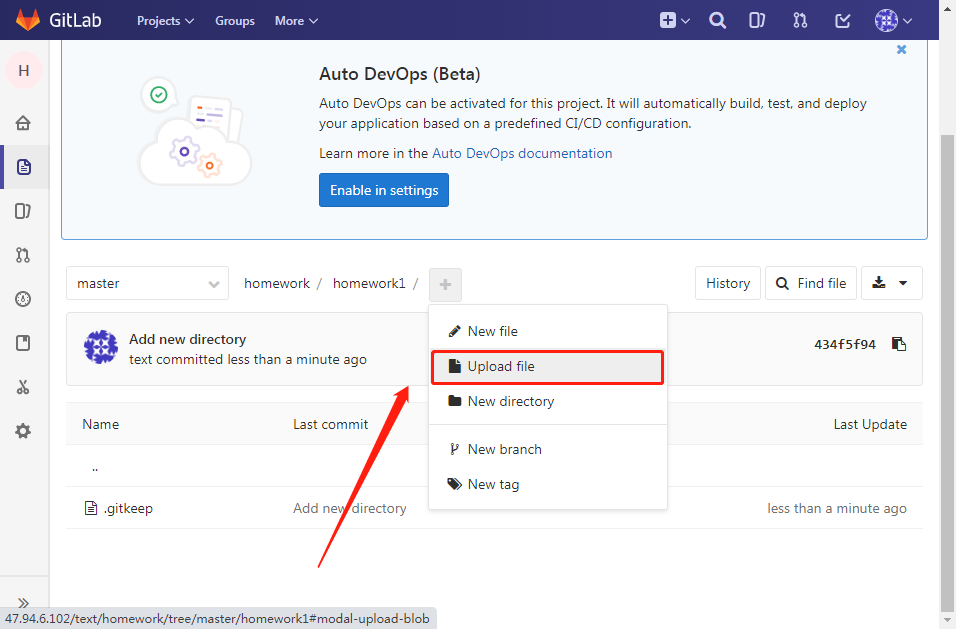 GitLab Projects Groups More
H
Auto DevOps (Beta)
Auto DevOps can be activated for this project. It will automatically build, test, and deploy
your application based on a predefined CI/CD configuration.
Learn more in the Auto DevOps documentation
Enable in settings
master homework / homework1 / History Find file
New file
Add new directory 434f5f94
text committed less than a minute ago
Upload file
New directory
Name Last commit Last Update
New branch
..
New tag
.gitkeep Add new directory less than a minute ago
47.94.6.102/text/homework/tree/master/homework1#modal-upload-blob